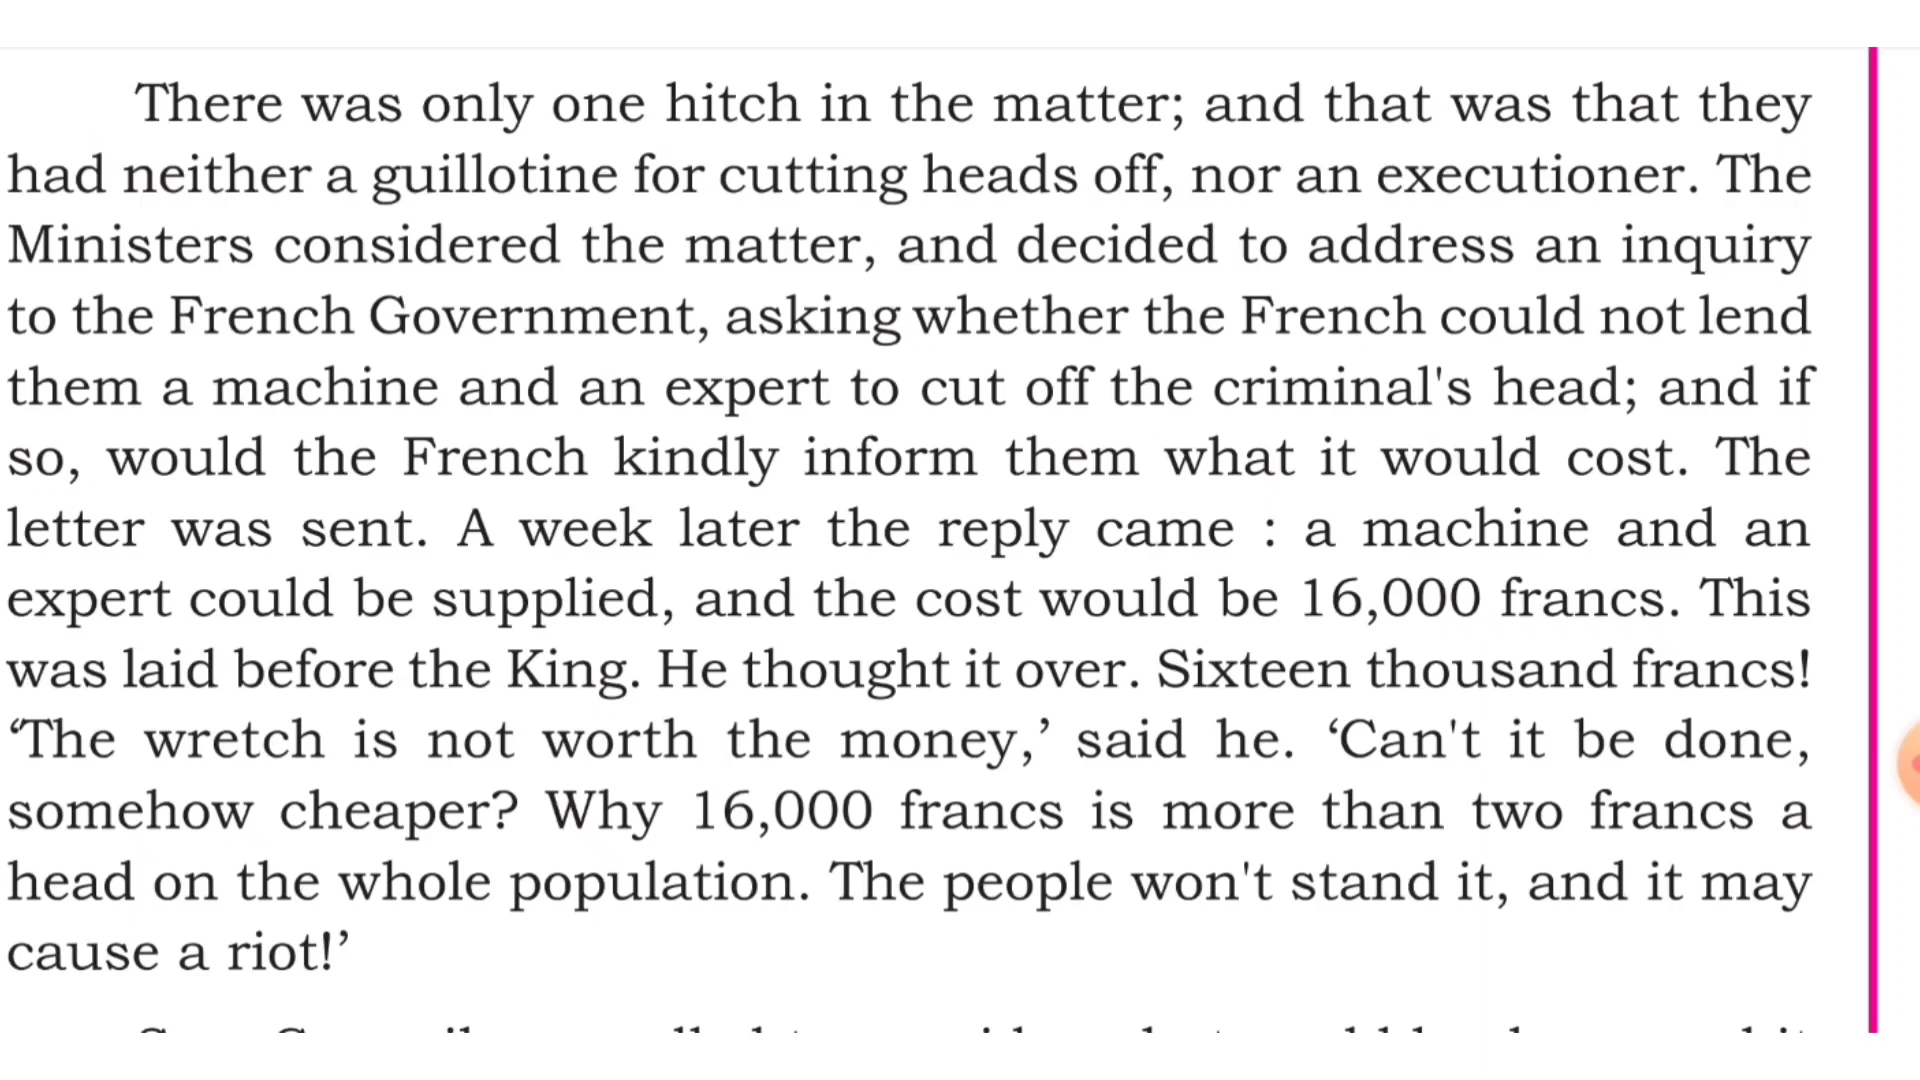 There was only one hitch in the matter; and that was that they
had neither a guillotine for cutting heads off, nor an executioner. The
Ministers considered the matter, and decided to address an inquiry
to the French Government, asking whether the French could not lend
them a machine and an expert to cut off the criminal's head; and if
so, would the French kindly inform them what it would cost. The
letter was sent. A week later the reply came : a machine and an
expert could be supplied, and the cost would be 16,000 francs. This
was laid before the King. He thought it over. Sixteen thousand francs!
‘The wretch is not worth the money,’ said he. ‘Can't it be done,
somehow cheaper? Why 16,000 francs is more than two francs a
head on the whole population. The people won't stand it, and it may
cause a riot!’